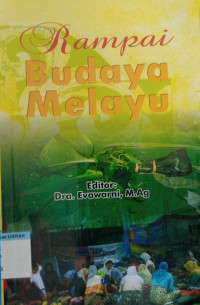 Rampai
Budaya
Melayu
Editor:
Dra. Evawarni, M.Ag